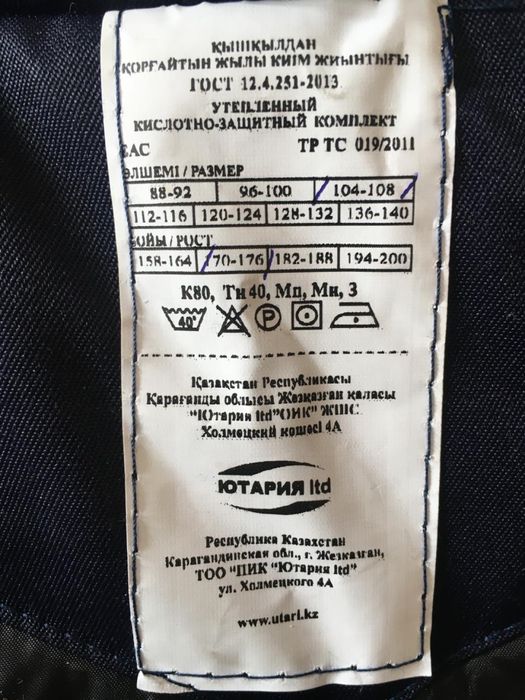 ҚЫШҚЫЛДАН
ҚОРҒАЙТЫН ЖЫЛЫ КИІМ ЖИЫНТЫҒЫ
ГОСТ 12.4.251-2013
УТЕПЛЕННЫЙ
КИСЛОТНО-ЗАЩИТНЫЙ КОМПЛЕКТ
ЕАС ТР ТС 019/2011
ӨЛШЕМІ / РАЗМЕР
88-92 96-100 104-108
112-116 120-124 128-132 136-140
БОЙЫ / РОСТ
158-164 170-176 182-188 194-200
К80, Тн 40, Мп, Мн, З
40° P
Қазақстан Республикасы
Қарағанды облысы Жезқазған қаласы
"Ютария ltd"ОИК" ЖШС
Холмецкий көшесі 4А
ЮТАРИЯ ltd
Республика Казахстан
Карагандинская обл., г. Жезказган,
ТОО "ПИК "Ютария ltd"
ул. Холмецкого 4А
www.utari.kz